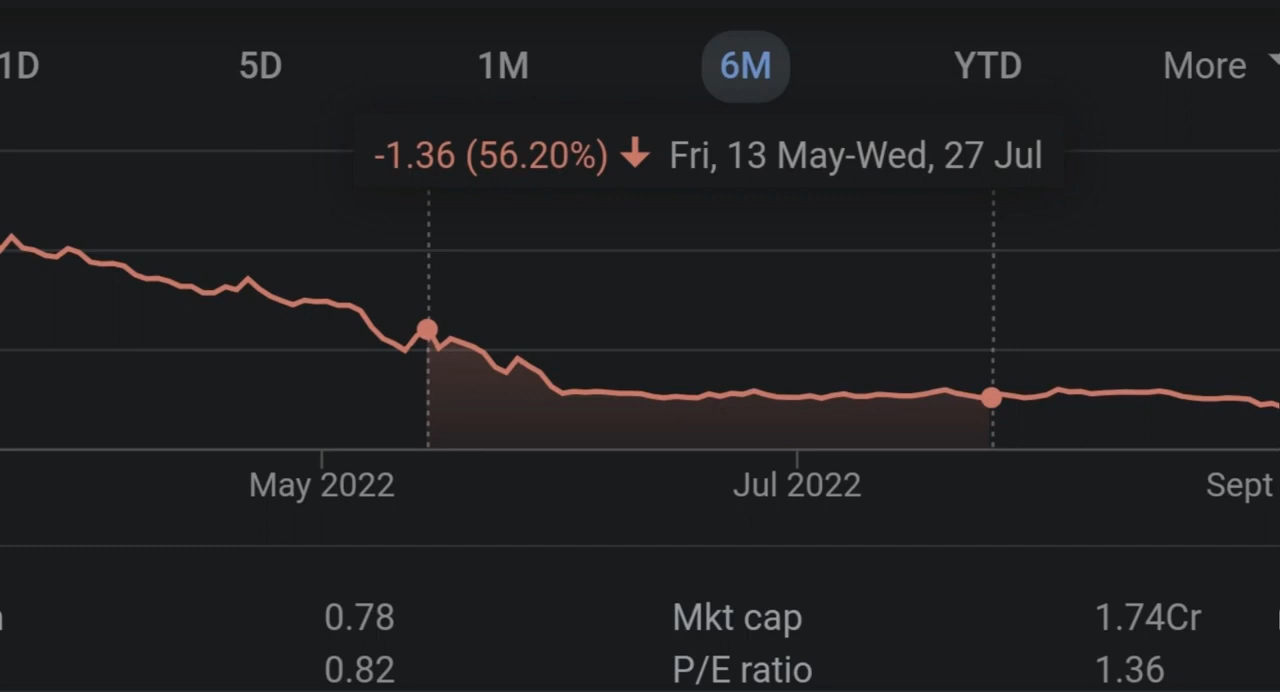 1D 5D 1M 6M YTD More
-1.36 (56.20%) Fri, 13 May-Wed, 27 Jul
May 2022 Jul 2022 Sept
0.78 Mkt cap 1.74Cr
0.82 P/E ratio 1.36